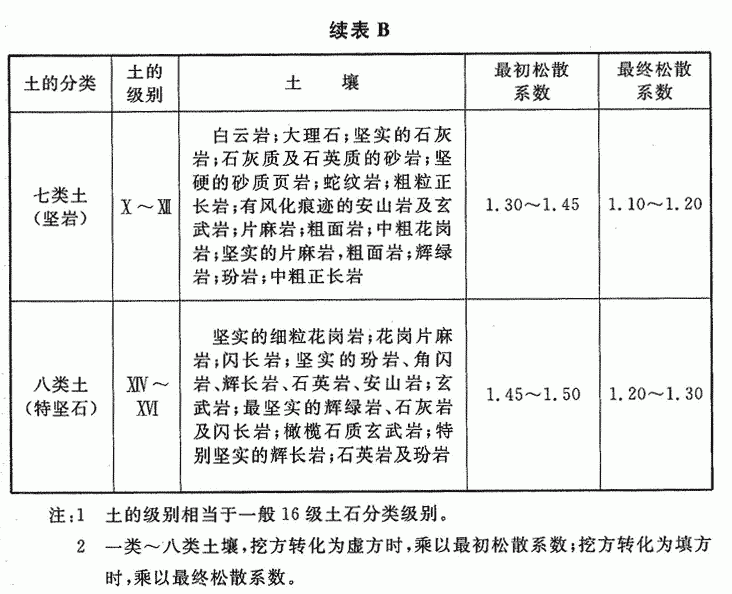 续表 B
土的分类 土的级别 土 壤 最初松散系数 最终松散系数
七类土
(坚岩)
Ⅹ～Ⅻ
白云岩;大理石;坚实的石灰
岩;石灰质及石英质的砂岩;坚
硬的砂质页岩;蛇纹岩;粗粒正
长岩;有风化痕迹的安山岩及玄
武岩;片麻岩;粗面岩;中粗花岗
岩;坚实的片麻岩,粗面岩;辉绿
岩;玢岩;中粗正长岩
1.30～1.45
1.10～1.20
八类土
(特坚石)
XIV～
XVI
坚实的细粒花岗岩;花岗片麻
岩;闪长岩;坚实的玢岩、角闪
岩、辉长岩、石英岩、安山岩;玄
武岩;最坚实的辉绿岩、石灰岩
及闪长岩;橄榄石质玄武岩;特
别坚实的辉长岩;石英岩及玢岩
1.45～1.50
1.20～1.30
注:1 土的级别相当于一般 16 级土石分类级别。
2 一类～八类土壤,挖方转化为虚方时,乘以最初松散系数;挖方转化为填方
时,乘以最终松散系数。